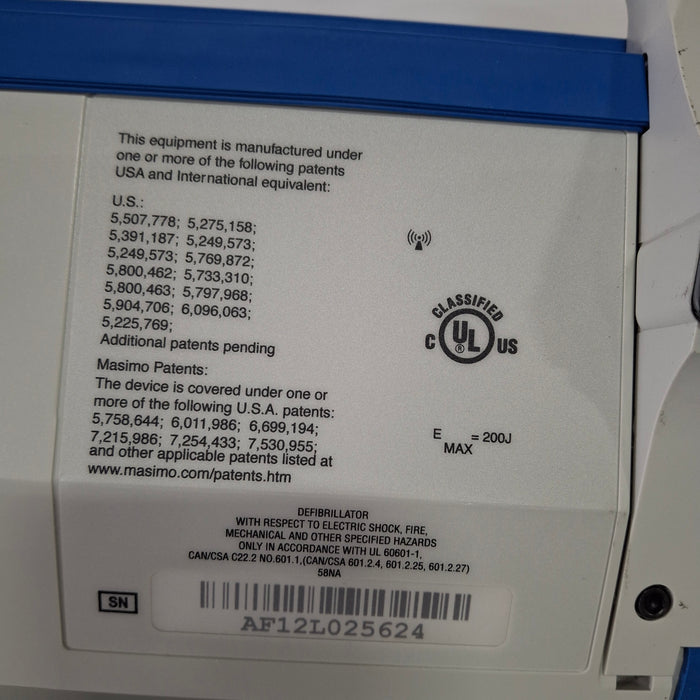 This equipment is manufactured under
one or more of the following patents
USA and International equivalent:
U.S.:
5,507,778; 5,275,158;
5,391,187; 5,249,573;
5,249,573; 5,769,872;
5,800,462; 5,733,310;
5,800,463; 5,797,968;
5,904,706; 6,096,063;
5,225,769;
Additional patents pending
Masimo Patents:
The device is covered under one or
more of the following U.S.A. patents:
5,758,644; 6,011,986; 6,699,194;
7,215,986; 7,254,433; 7,530,955;
and other applicable patents listed at
www.masimo.com/patents.htm
CLASSIFIED
C UL ® US
E MAX = 200J
DEFIBRILLATOR
WITH RESPECT TO ELECTRIC SHOCK, FIRE,
MECHANICAL AND OTHER SPECIFIED HAZARDS
ONLY IN ACCORDANCE WITH UL 60601-1,
CAN/CSA C22.2 NO.601.1,(CAN/CSA 601.2.4, 601.2.25, 601.2.27)
58NA
SN
AF12L025624